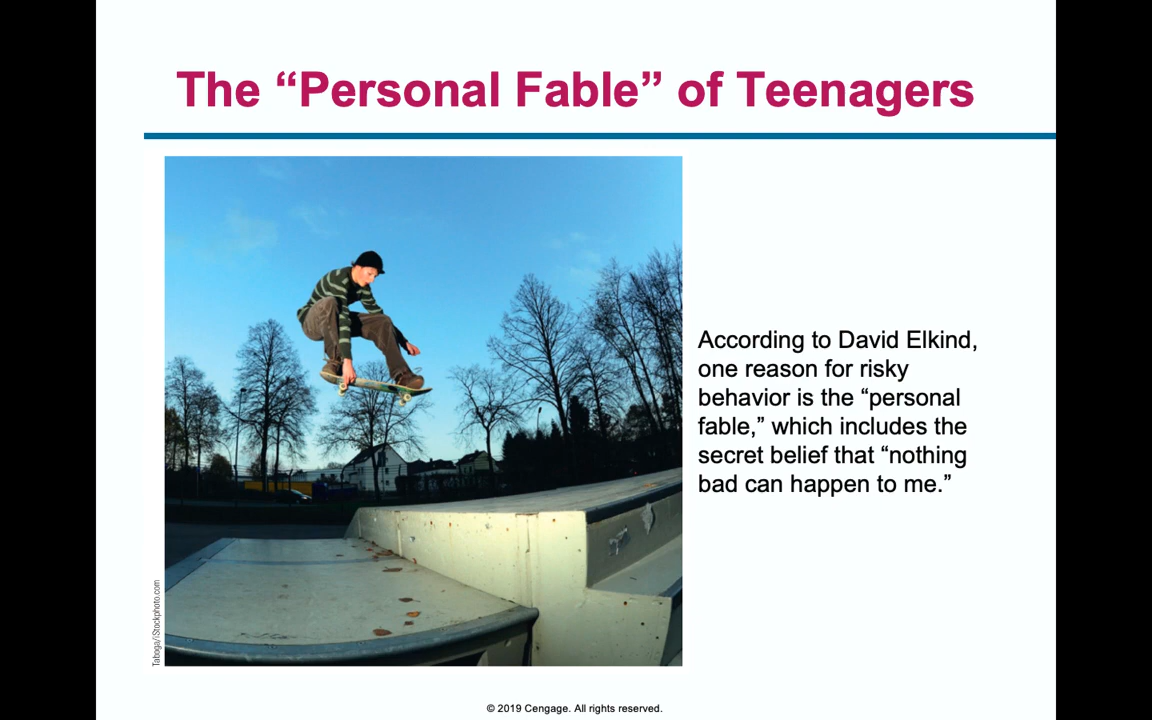 The “Personal Fable” of Teenagers
According to David Elkind,
one reason for risky
behavior is the “personal
fable,” which includes the
secret belief that “nothing
bad can happen to me.”
Taboga/iStockphoto.com
© 2019 Cengage. All rights reserved.